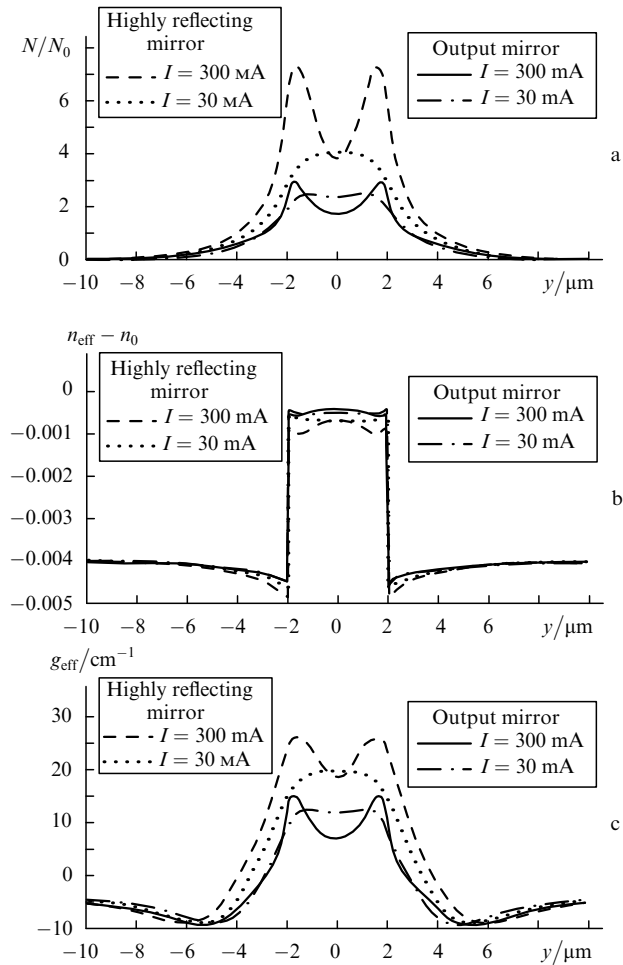 N/N₀
Highly reflecting
mirror
I = 300 мА
I = 30 мА
Output mirror
I = 300 mA
I = 30 mA
6
4
2
0
−10 −8 −6 −4 −2 0 2 4 6 y/μm
a
n_eff − n₀
Highly reflecting
mirror
I = 300 mA
I = 30 mA
Output mirror
I = 300 mA
I = 30 mA
0
−0.001
−0.002
−0.003
−0.004
−0.005
−10 −8 −6 −4 −2 0 2 4 6 y/μm
b
g_eff/cm⁻¹
Highly reflecting
mirror
I = 300 mA
I = 30 мА
Output mirror
I = 300 mA
I = 30 mA
30
20
10
0
−10
−10 −8 −6 −4 −2 0 2 4 6 y/μm
c